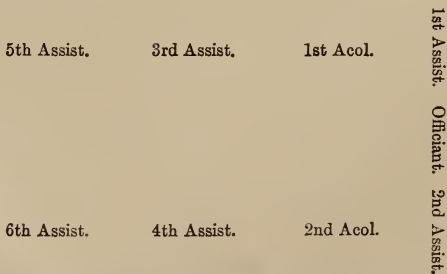 5th Assist. 3rd Assist. 1st Acol.
6th Assist. 4th Assist. 2nd Acol.
1st Assist. Officiant. 2nd Assist.